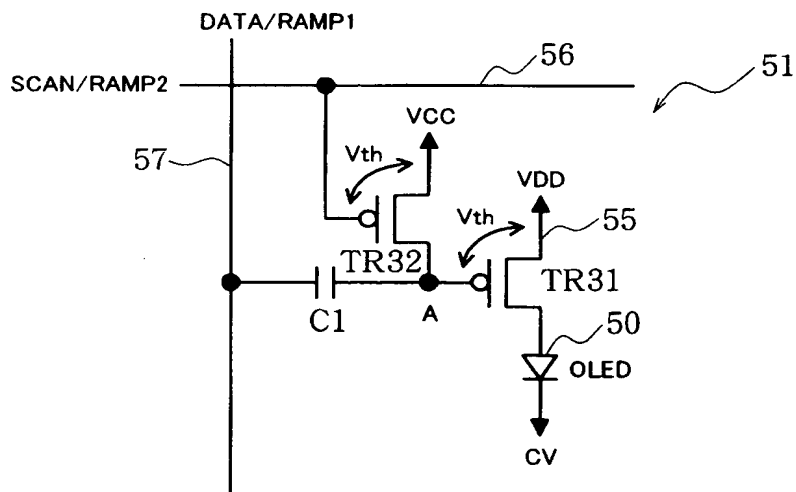 DATA/RAMP1
56
51
SCAN/RAMP2
VCC
57
Vth
VDD
Vth
55
TR32
TR31
C1
A
50
OLED
CV